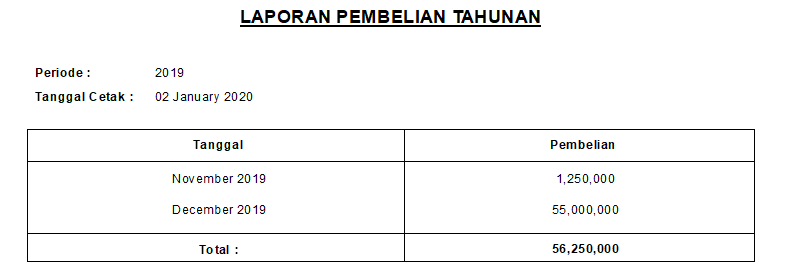 LAPORAN PEMBELIAN TAHUNAN
Periode : 2019
Tanggal Cetak : 02 January 2020
Tanggal Pembelian
November 2019 1,250,000
December 2019 55,000,000
Total : 56,250,000